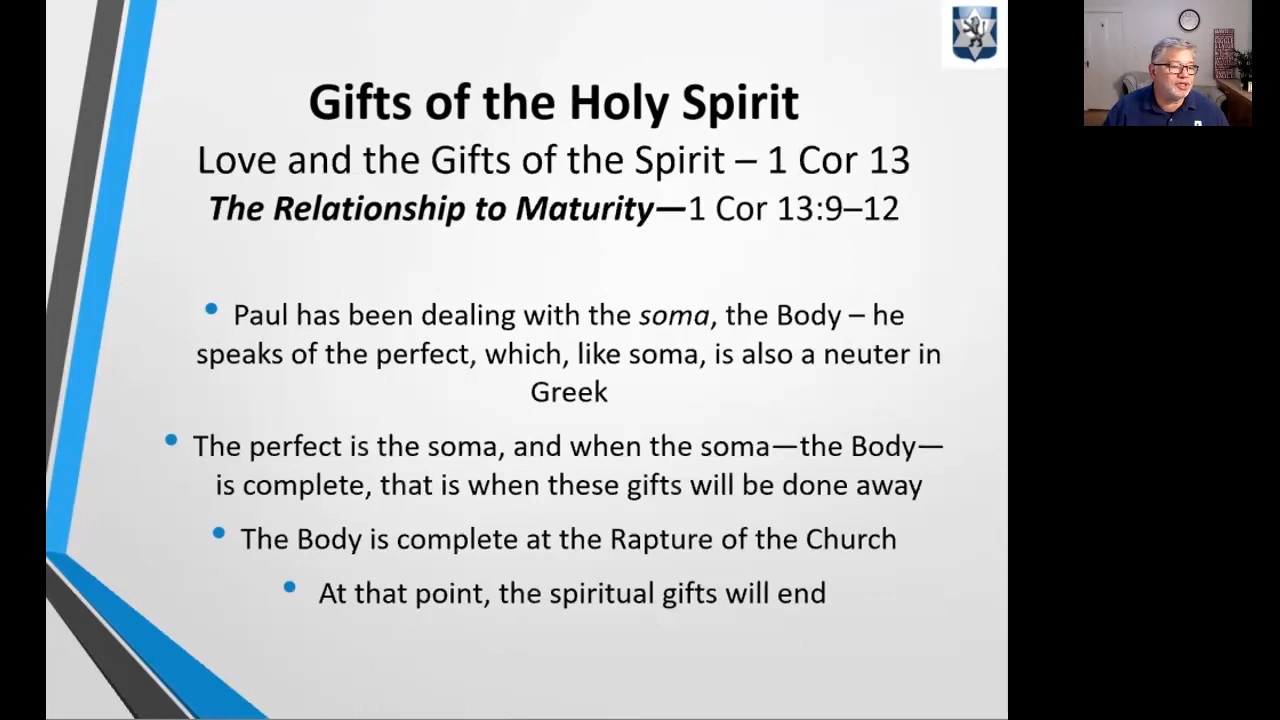 Gifts of the Holy Spirit
Love and the Gifts of the Spirit – 1 Cor 13
The Relationship to Maturity—1 Cor 13:9–12
• Paul has been dealing with the soma, the Body – he
speaks of the perfect, which, like soma, is also a neuter in
Greek
• The perfect is the soma, and when the soma—the Body—
is complete, that is when these gifts will be done away
• The Body is complete at the Rapture of the Church
• At that point, the spiritual gifts will end